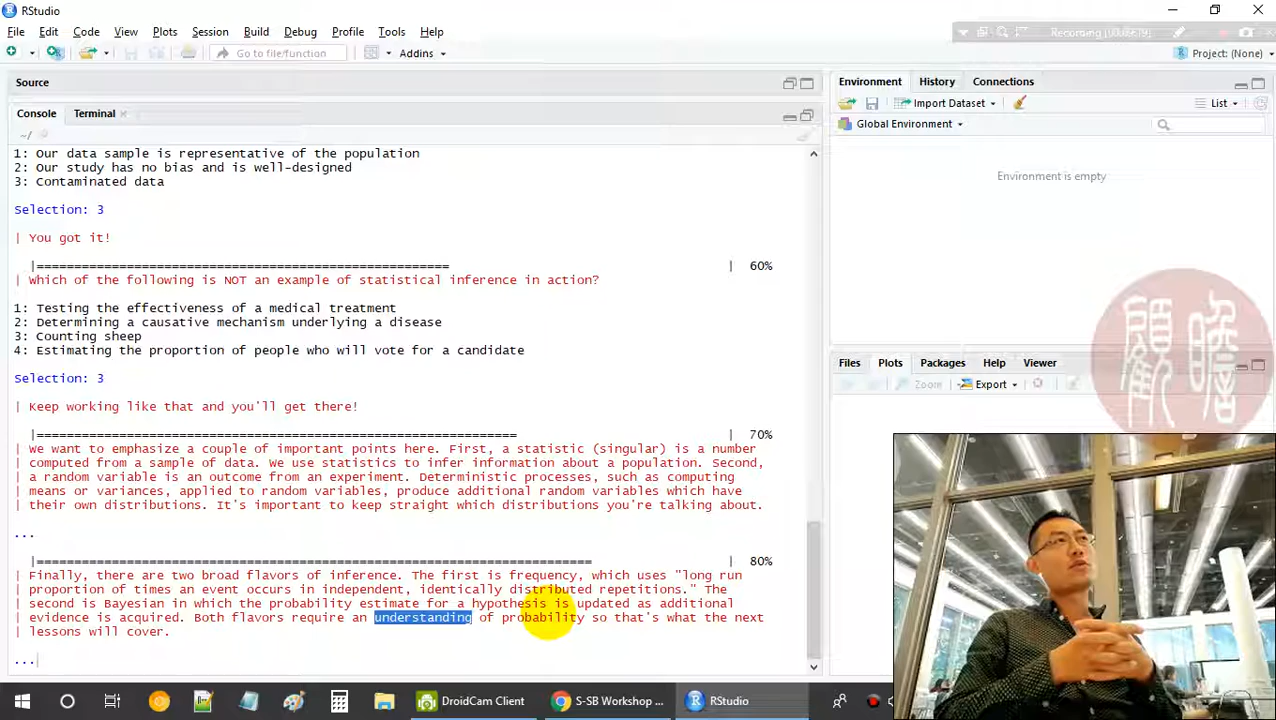 RStudio
File Edit Code View Plots Session Build Debug Profile Tools Help
Go to file/function Addins
Project: (None)
Source
Console Terminal
~/
1: Our data sample is representative of the population
2: Our study has no bias and is well-designed
3: Contaminated data
Selection: 3
| You got it!
|======================================================= | 60%
| Which of the following is NOT an example of statistical inference in action?
1: Testing the effectiveness of a medical treatment
2: Determining a causative mechanism underlying a disease
3: Counting sheep
4: Estimating the proportion of people who will vote for a candidate
Selection: 3
| Keep working like that and you'll get there!
|================================================================ | 70%
| We want to emphasize a couple of important points here. First, a statistic (singular) is a number
| computed from a sample of data. We use statistics to infer information about a population. Second,
| a random variable is an outcome from an experiment. Deterministic processes, such as computing
| means or variances, applied to random variables, produce additional random variables which have
| their own distributions. It's important to keep straight which distributions you're talking about.
...
|========================================================================== | 80%
| Finally, there are two broad flavors of inference. The first is frequency, which uses "long run
| proportion of times an event occurs in independent, identically distributed repetitions." The
| second is Bayesian in which the probability estimate for a hypothesis is updated as additional
| evidence is acquired. Both flavors require an understanding of probability so that's what the next
| lessons will cover.
...
Environment History Connections
Import Dataset List
Global Environment
Environment is empty
Files Plots Packages Help Viewer
Zoom Export
DroidCam Client S-SB Workshop ... RStudio